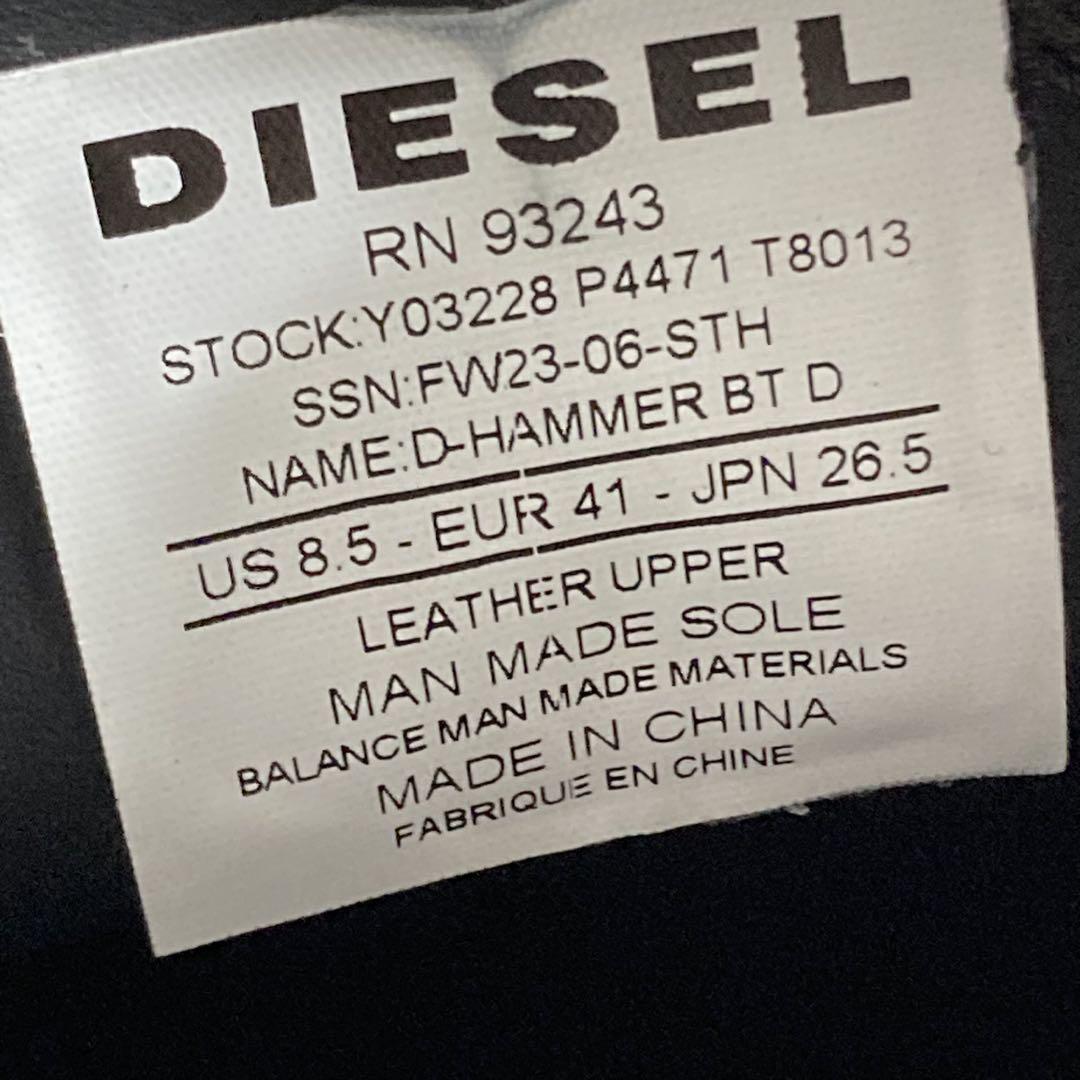 DIESEL
RN 93243
STOCK:Y03228 P4471 T8013
SSN:FW23-06-STH
NAME:D-HAMMER BT D
US 8.5 - EUR 41 - JPN 26.5
LEATHER UPPER
MAN MADE SOLE
BALANCE MAN MADE MATERIALS
MADE IN CHINA
FABRIQUE EN CHINE